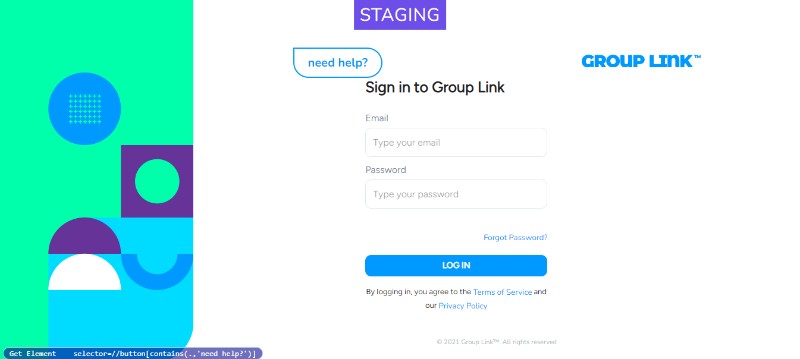 STAGING
need help?
GROUP LINK™
Sign in to Group Link
Email
Type your email
Password
Type your password
Forgot Password?
LOG IN
By logging in, you agree to the Terms of Service and
our Privacy Policy
© 2021 Group Link™. All rights reserved
Get Element selector=//button[contains(.,'need help?')]